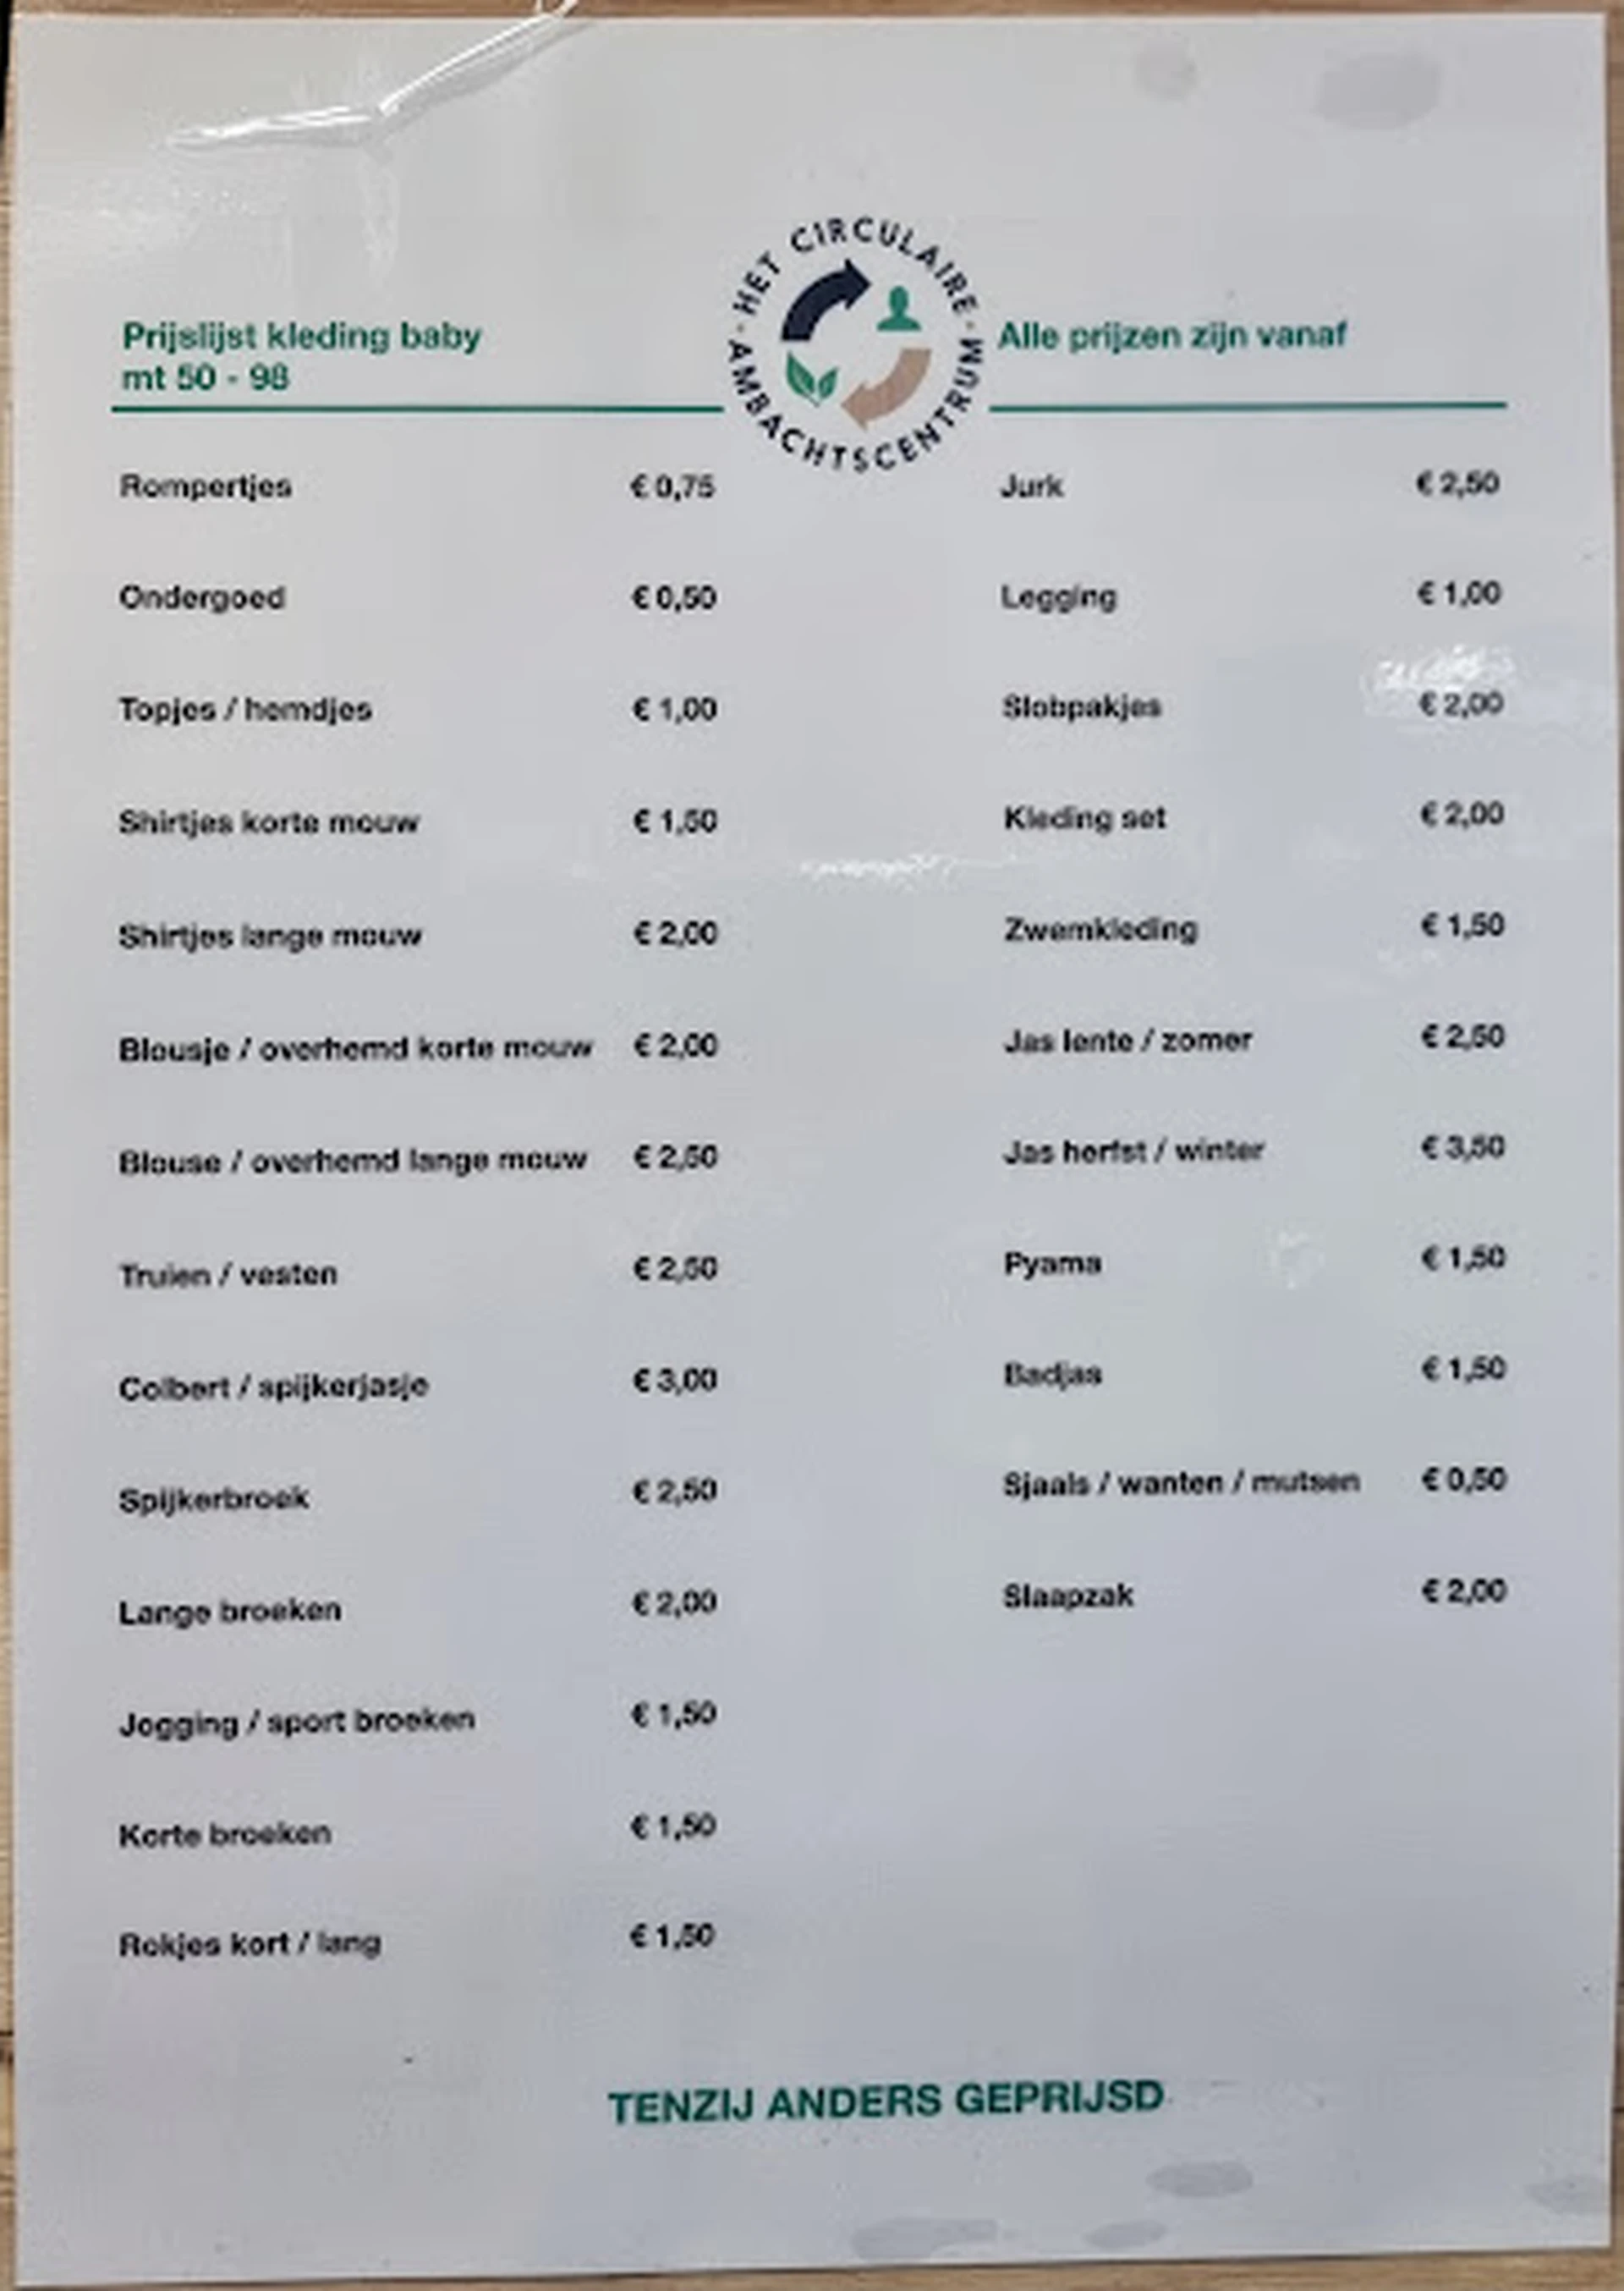 HET CIRCULAIRE
AMBACHTSCENTRUM
Prijslijst kleding baby
mt 50 - 98
Rompertjes € 0,75
Ondergoed € 0,50
Topjes / hemdjes € 1,00
Shirtjes korte mouw € 1,50
Shirtjes lange mouw € 2,00
Blousje / overhemd korte mouw € 2,00
Blouse / overhemd lange mouw € 2,50
Truien / vesten € 2,50
Colbert / spijkerjasje € 3,00
Spijkerbroek € 2,50
Lange broeken € 2,00
Jogging / sport broeken € 1,50
Korte broeken € 1,50
Rokjes kort / lang € 1,50
Alle prijzen zijn vanaf
Jurk € 2,50
Legging € 1,00
Slobpakjes € 2,00
Kleding set € 2,00
Zwemkleding € 1,50
Jas lente / zomer € 2,50
Jas herfst / winter € 3,50
Pyama € 1,50
Badjas € 1,50
Sjaals / wanten / mutsen € 0,50
Slaapzak € 2,00
TENZIJ ANDERS GEPRIJSD